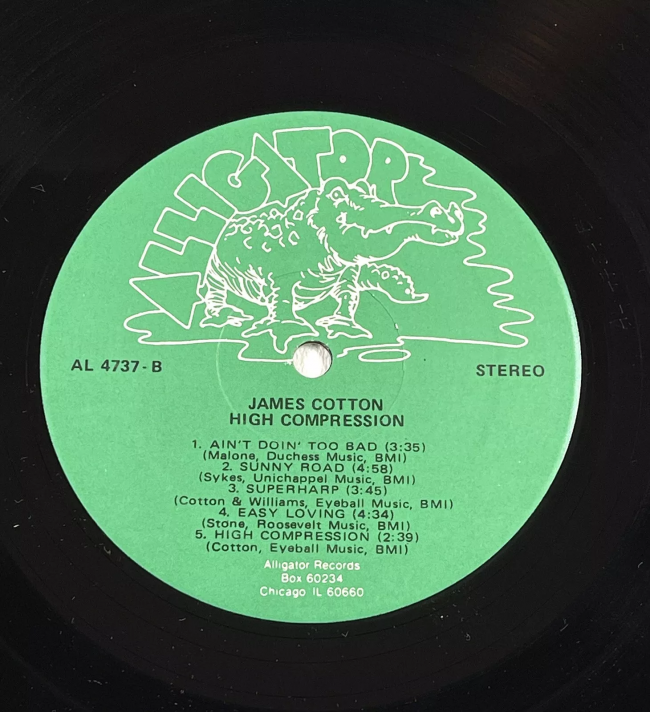 ALLIGATOR
AL 4737-B
STEREO
JAMES COTTON
HIGH COMPRESSION
1. AIN'T DOIN' TOO BAD (3:35)
(Malone, Duchess Music, BMI)
2. SUNNY ROAD (4:58)
(Sykes, Unichappel Music, BMI)
3. SUPERHARP (3:45)
(Cotton & Williams, Eyeball Music, BMI)
4. EASY LOVING (4:34)
(Stone, Roosevelt Music, BMI)
5. HIGH COMPRESSION (2:39)
(Cotton, Eyeball Music, BMI)
Alligator Records
Box 60234
Chicago IL 60660